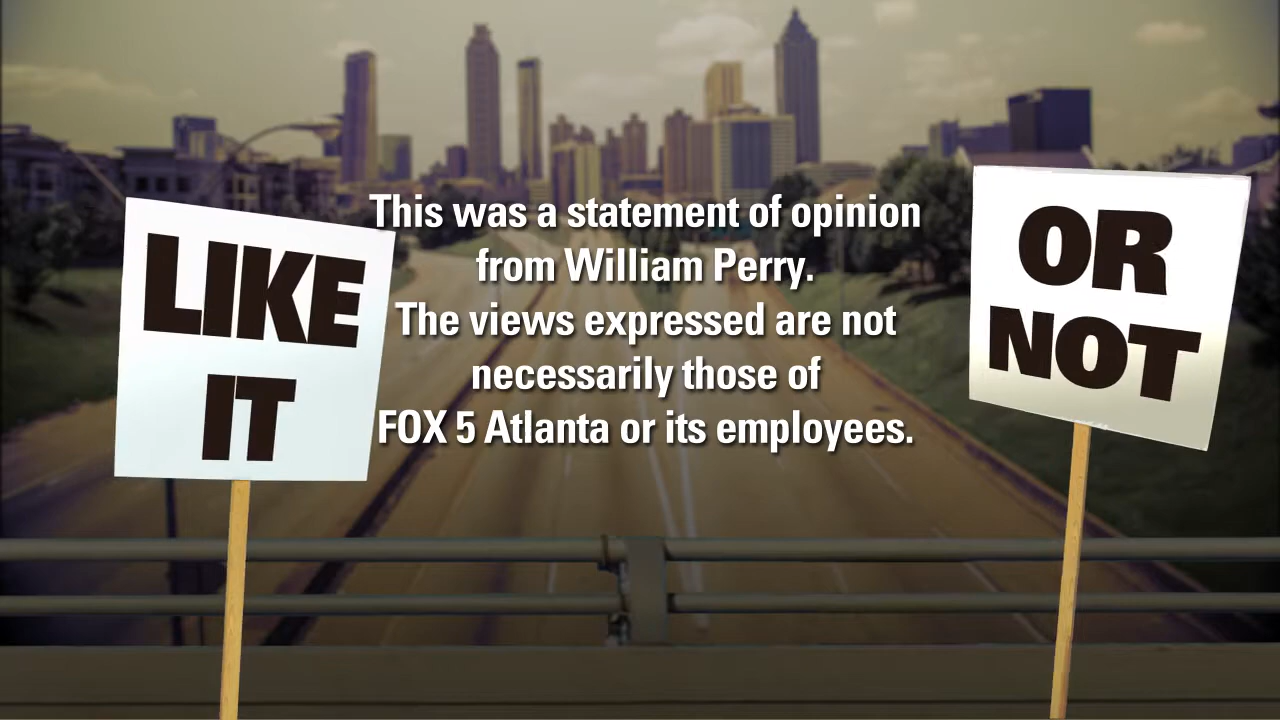 LIKE
IT
This was a statement of opinion
from William Perry.
The views expressed are not
necessarily those of
FOX 5 Atlanta or its employees.
OR
NOT